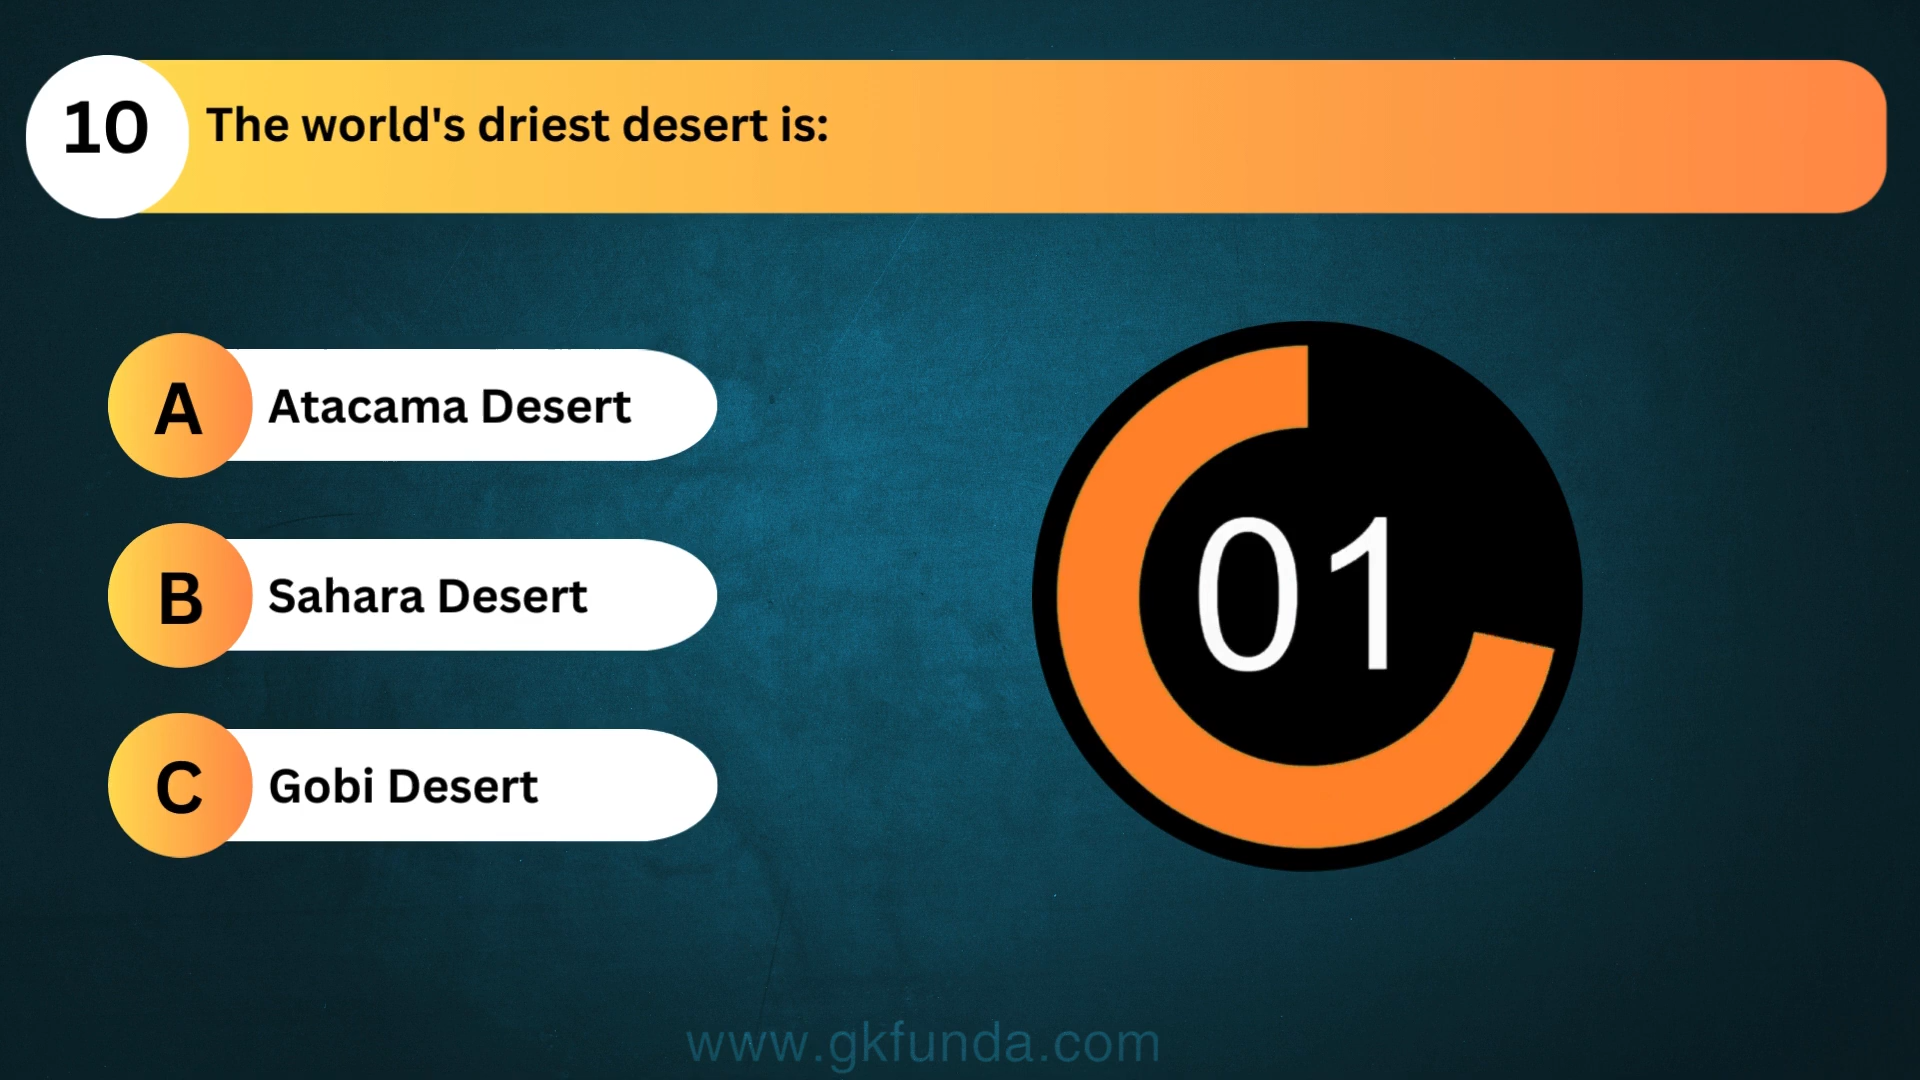 10
The world's driest desert is:
A
Atacama Desert
B
Sahara Desert
C
Gobi Desert
01
www.gkfunda.com